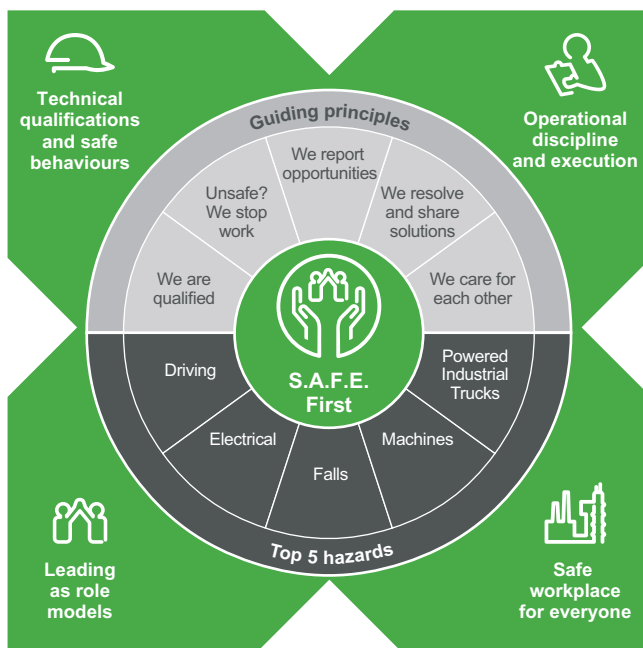 Technical
qualifications
and safe
behaviours
Operational
discipline
and execution
Guiding principles
We are
qualified
Unsafe?
We stop
work
We report
opportunities
We resolve
and share
solutions
We care for
each other
S.A.F.E.
First
Driving
Electrical
Falls
Machines
Powered
Industrial
Trucks
Top 5 hazards
Leading
as role
models
Safe
workplace
for everyone